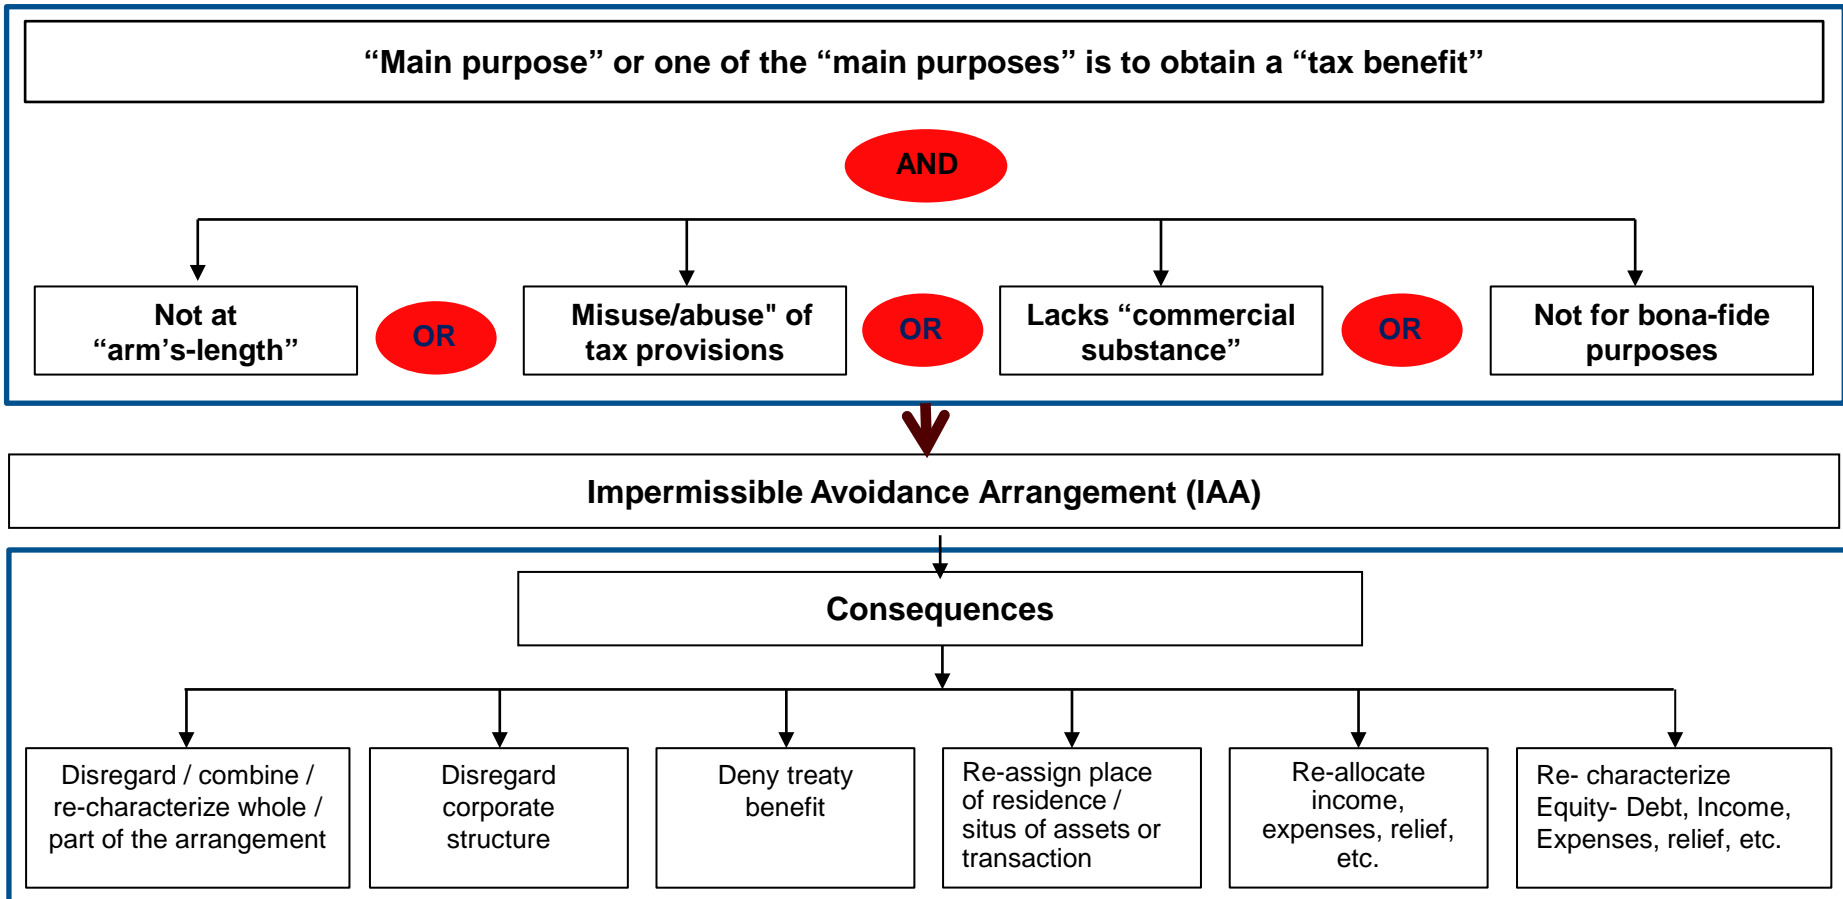 “Main purpose” or one of the “main purposes” is to obtain a “tax benefit”
AND
Not at
“arm’s-length”
OR
Misuse/abuse" of
tax provisions
OR
Lacks “commercial
substance”
OR
Not for bona-fide
purposes
Impermissible Avoidance Arrangement (IAA)
Consequences
Disregard / combine /
re-characterize whole /
part of the arrangement
Disregard
corporate
structure
Deny treaty
benefit
Re-assign place
of residence /
situs of assets or
transaction
Re-allocate
income,
expenses, relief,
etc.
Re- characterize
Equity- Debt, Income,
Expenses, relief, etc.